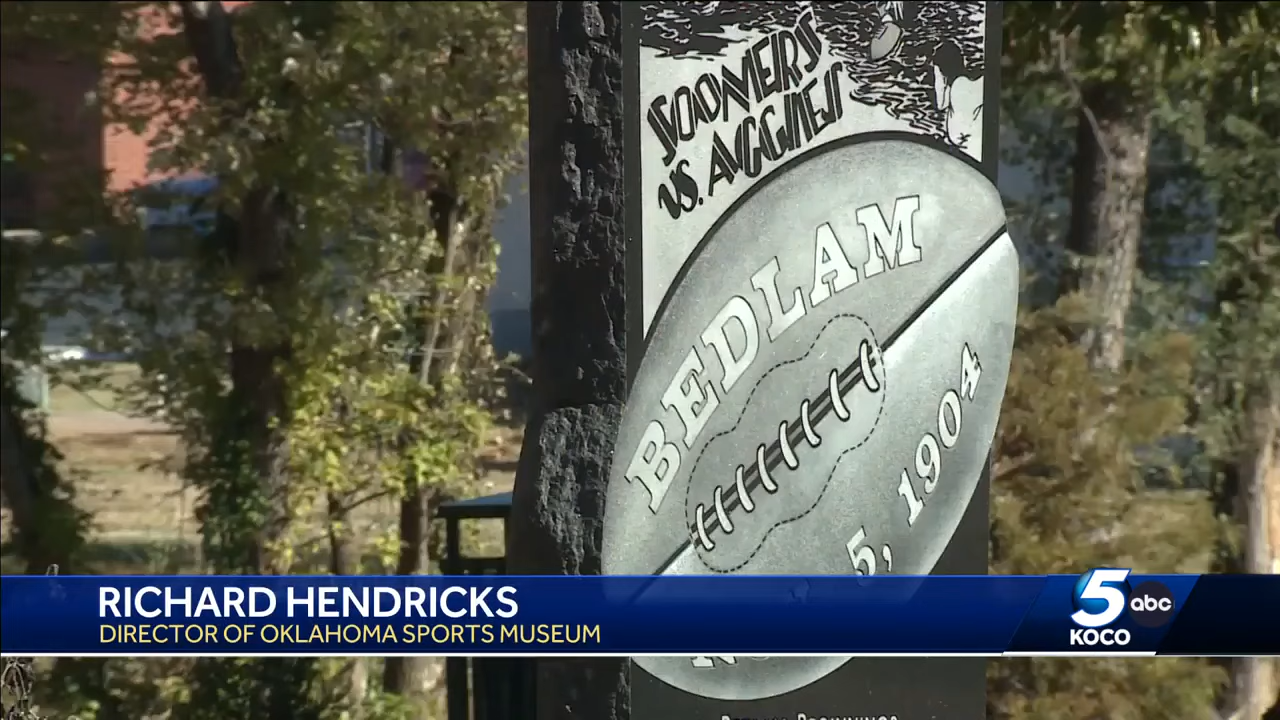 SOONERS
VS. AGGIES
BEDLAM
5, 1904
RICHARD HENDRICKS
DIRECTOR OF OKLAHOMA SPORTS MUSEUM
5 abc
KOCO